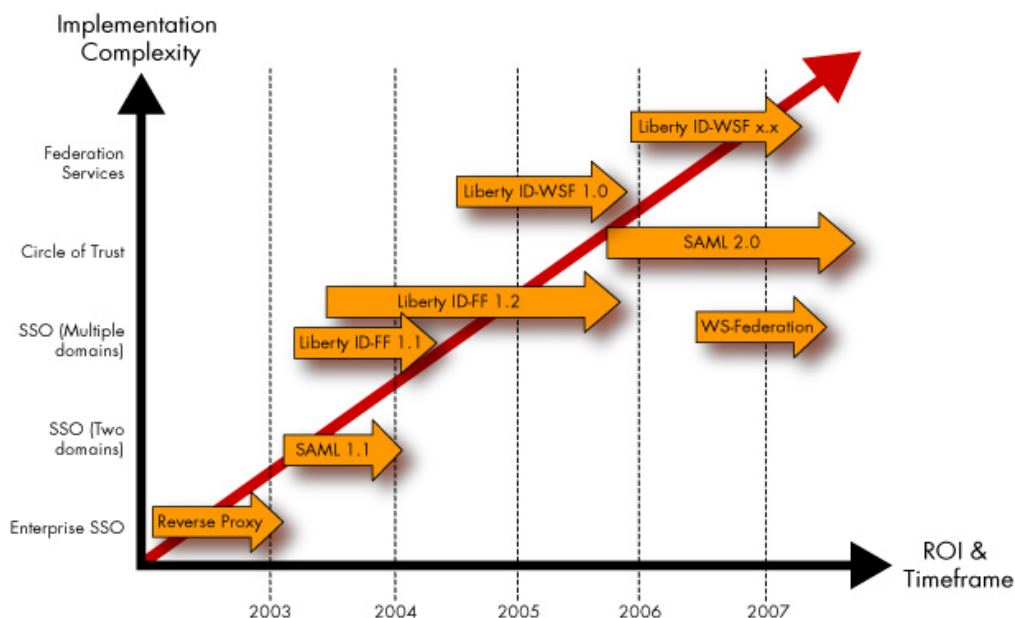 Implementation
Complexity
Federation
Services
Circle of Trust
SSO (Multiple
domains)
SSO (Two
domains)
Enterprise SSO
Liberty ID-WSF x.x
Liberty ID-WSF 1.0
SAML 2.0
Liberty ID-FF 1.2
WS-Federation
Liberty ID-FF 1.1
SAML 1.1
Reverse Proxy
ROI &
Timeframe
2003
2004
2005
2006
2007